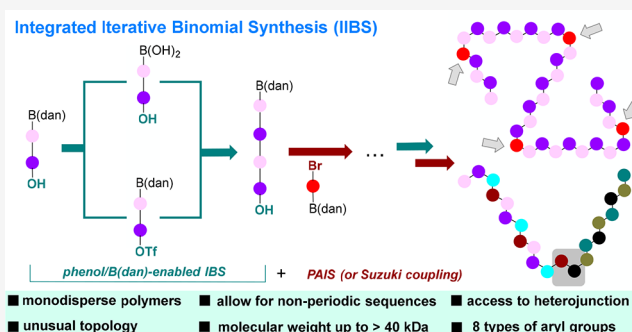 Integrated Iterative Binomial Synthesis (IIBS)
B(OH)₂
OH
B(dan)
OH
B(dan)
OTf
B(dan)
OH
Br
B(dan)
...
phenol/B(dan)-enabled IBS + PAIS (or Suzuki coupling)
monodisperse polymers allow for non-periodic sequences access to heterojunction
unusual topology molecular weight up to > 40 kDa 8 types of aryl groups